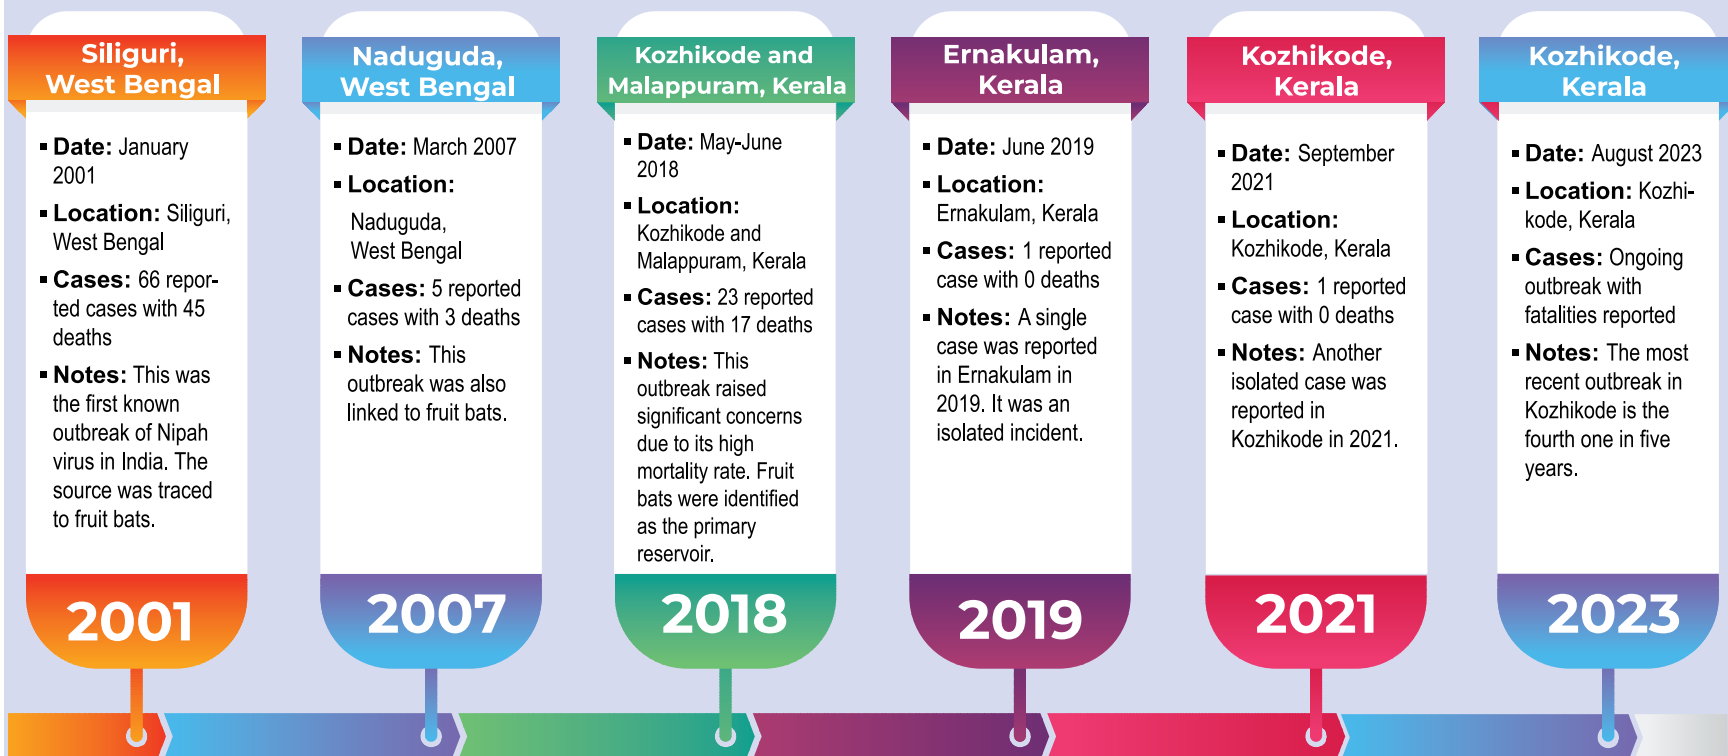 Siliguri,
West Bengal
▪ Date: January
2001
▪ Location: Siliguri,
West Bengal
▪ Cases: 66 repor-
ted cases with 45
deaths
▪ Notes: This was
the first known
outbreak of Nipah
virus in India. The
source was traced
to fruit bats.
2001
Naduguda,
West Bengal
▪ Date: March 2007
▪ Location:
Naduguda,
West Bengal
▪ Cases: 5 reported
cases with 3 deaths
▪ Notes: This
outbreak was also
linked to fruit bats.
2007
Kozhikode and
Malappuram, Kerala
▪ Date: May-June
2018
▪ Location:
Kozhikode and
Malappuram, Kerala
▪ Cases: 23 reported
cases with 17 deaths
▪ Notes: This
outbreak raised
significant concerns
due to its high
mortality rate. Fruit
bats were identified
as the primary
reservoir.
2018
Ernakulam,
Kerala
▪ Date: June 2019
▪ Location:
Ernakulam, Kerala
▪ Cases: 1 reported
case with 0 deaths
▪ Notes: A single
case was reported
in Ernakulam in
2019. It was an
isolated incident.
2019
Kozhikode,
Kerala
▪ Date: September
2021
▪ Location:
Kozhikode, Kerala
▪ Cases: 1 reported
case with 0 deaths
▪ Notes: Another
isolated case was
reported in
Kozhikode in 2021.
2021
Kozhikode,
Kerala
▪ Date: August 2023
▪ Location: Kozhi-
kode, Kerala
▪ Cases: Ongoing
outbreak with
fatalities reported
▪ Notes: The most
recent outbreak in
Kozhikode is the
fourth one in five
years.
2023